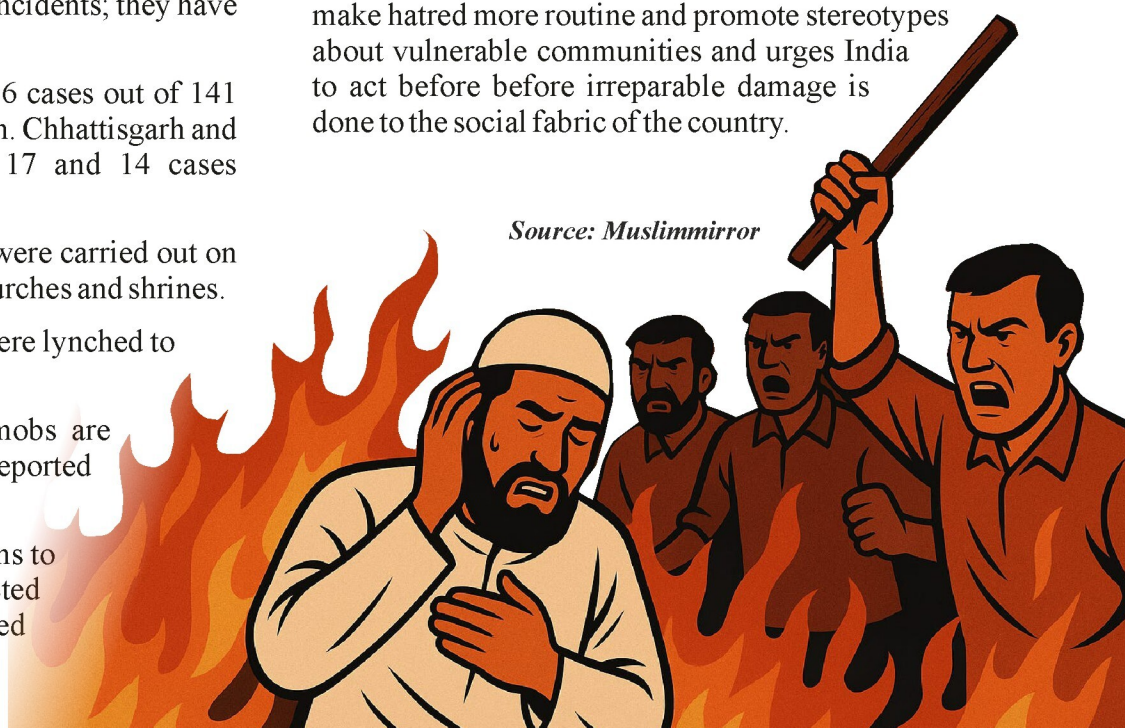 ncidents; they have
6 cases out of 141
n. Chhattisgarh and
17 and 14 cases
were carried out on
urches and shrines.
ere lynched to
mobs are
eported
ns to
ted
ed
make hatred more routine and promote stereotypes
about vulnerable communities and urges India
to act before before irreparable damage is
done to the social fabric of the country.
Source: Muslimmirror